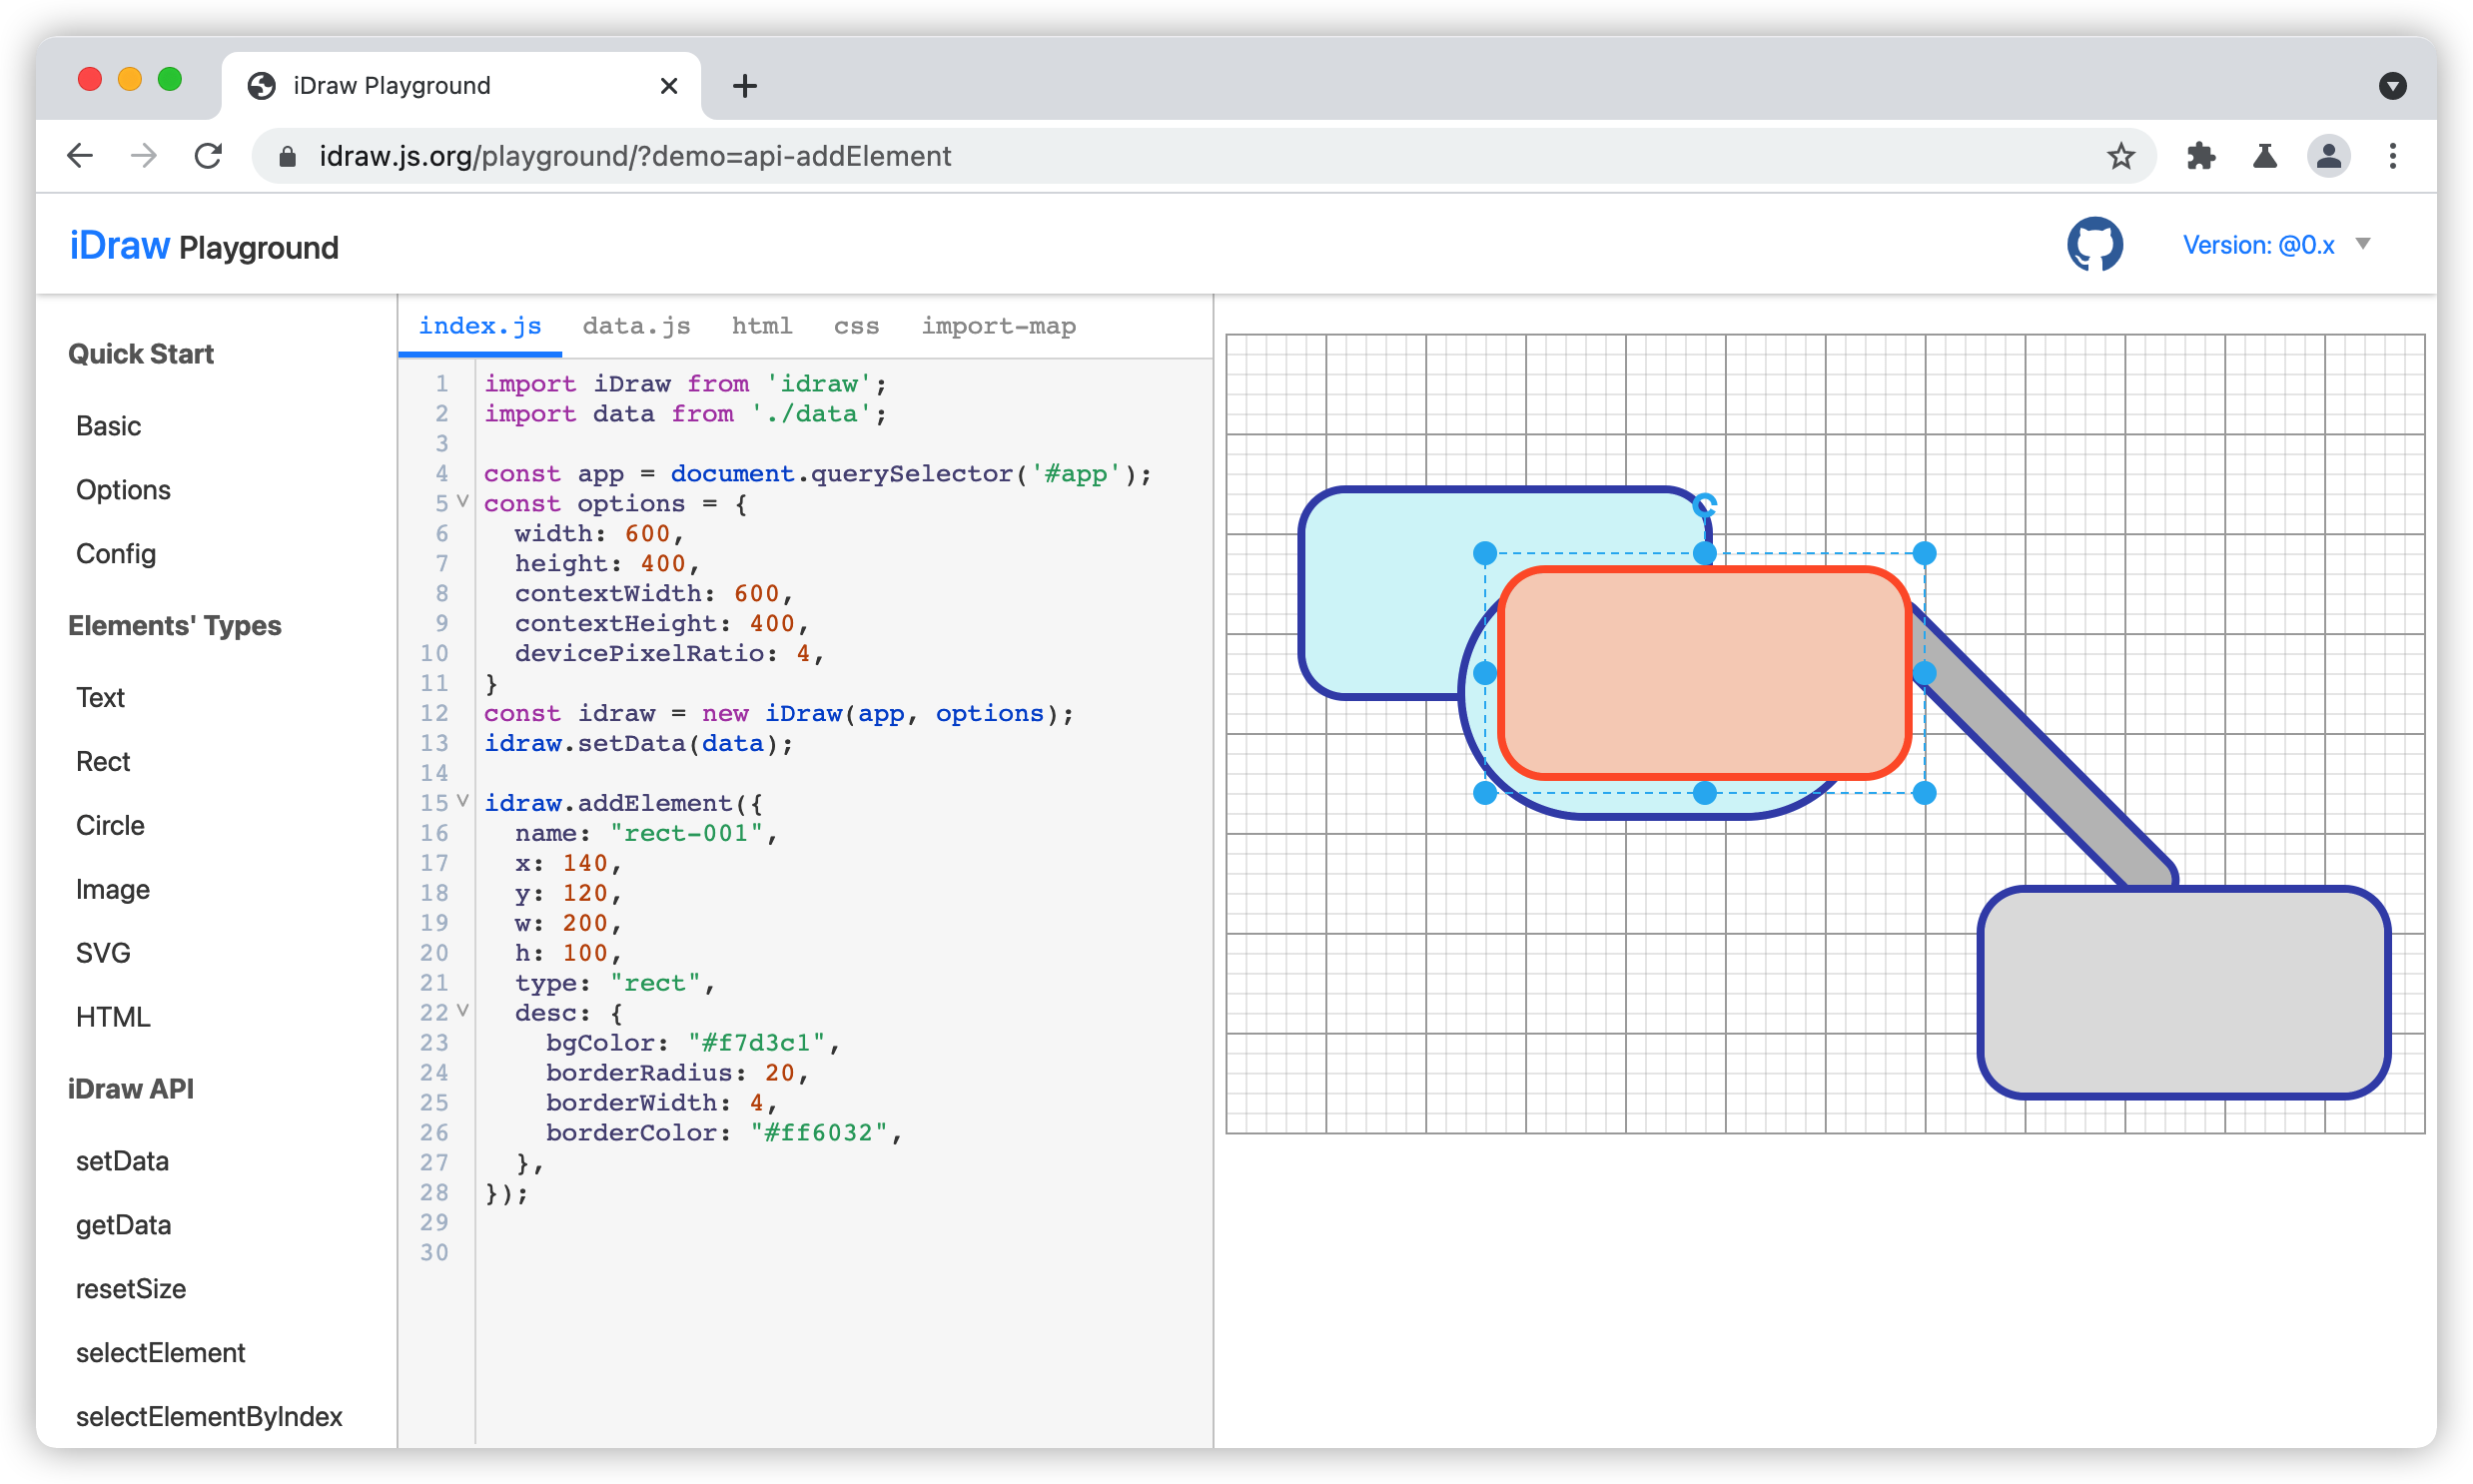 iDraw Playground
idraw.js.org/playground/?demo=api-addElement
iDraw Playground
Version: @0.x
Quick Start
Basic
Options
Config
Elements' Types
Text
Rect
Circle
Image
SVG
HTML
iDraw API
setData
getData
resetSize
selectElement
selectElementByIndex
index.js data.js html css import-map
1 import iDraw from 'idraw';
2 import data from './data';
3
4 const app = document.querySelector('#app');
5 const options = {
6 width: 600,
7 height: 400,
8 contextWidth: 600,
9 contextHeight: 400,
10 devicePixelRatio: 4,
11 }
12 const idraw = new iDraw(app, options);
13 idraw.setData(data);
14
15 idraw.addElement({
16 name: "rect-001",
17 x: 140,
18 y: 120,
19 w: 200,
20 h: 100,
21 type: "rect",
22 desc: {
23 bgColor: "#f7d3c1",
24 borderRadius: 20,
25 borderWidth: 4,
26 borderColor: "#ff6032",
27 },
28 });
29
30